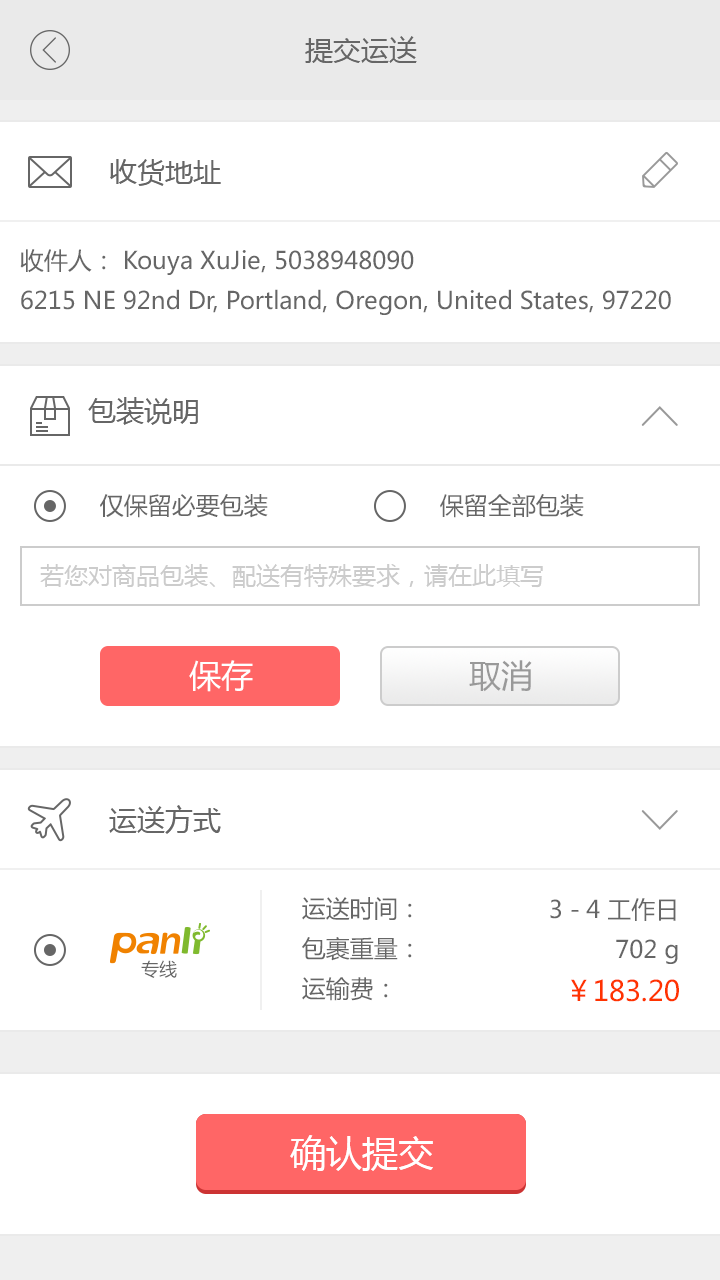 提交运送
收货地址
收件人： Kouya XuJie, 5038948090
6215 NE 92nd Dr, Portland, Oregon, United States, 97220
包装说明
仅保留必要包装 保留全部包装
若您对商品包装、配送有特殊要求，请在此填写
保存 取消
运送方式
panli
专线
运送时间： 3 - 4 工作日
包裹重量： 702 g
运输费： ¥ 183.20
确认提交